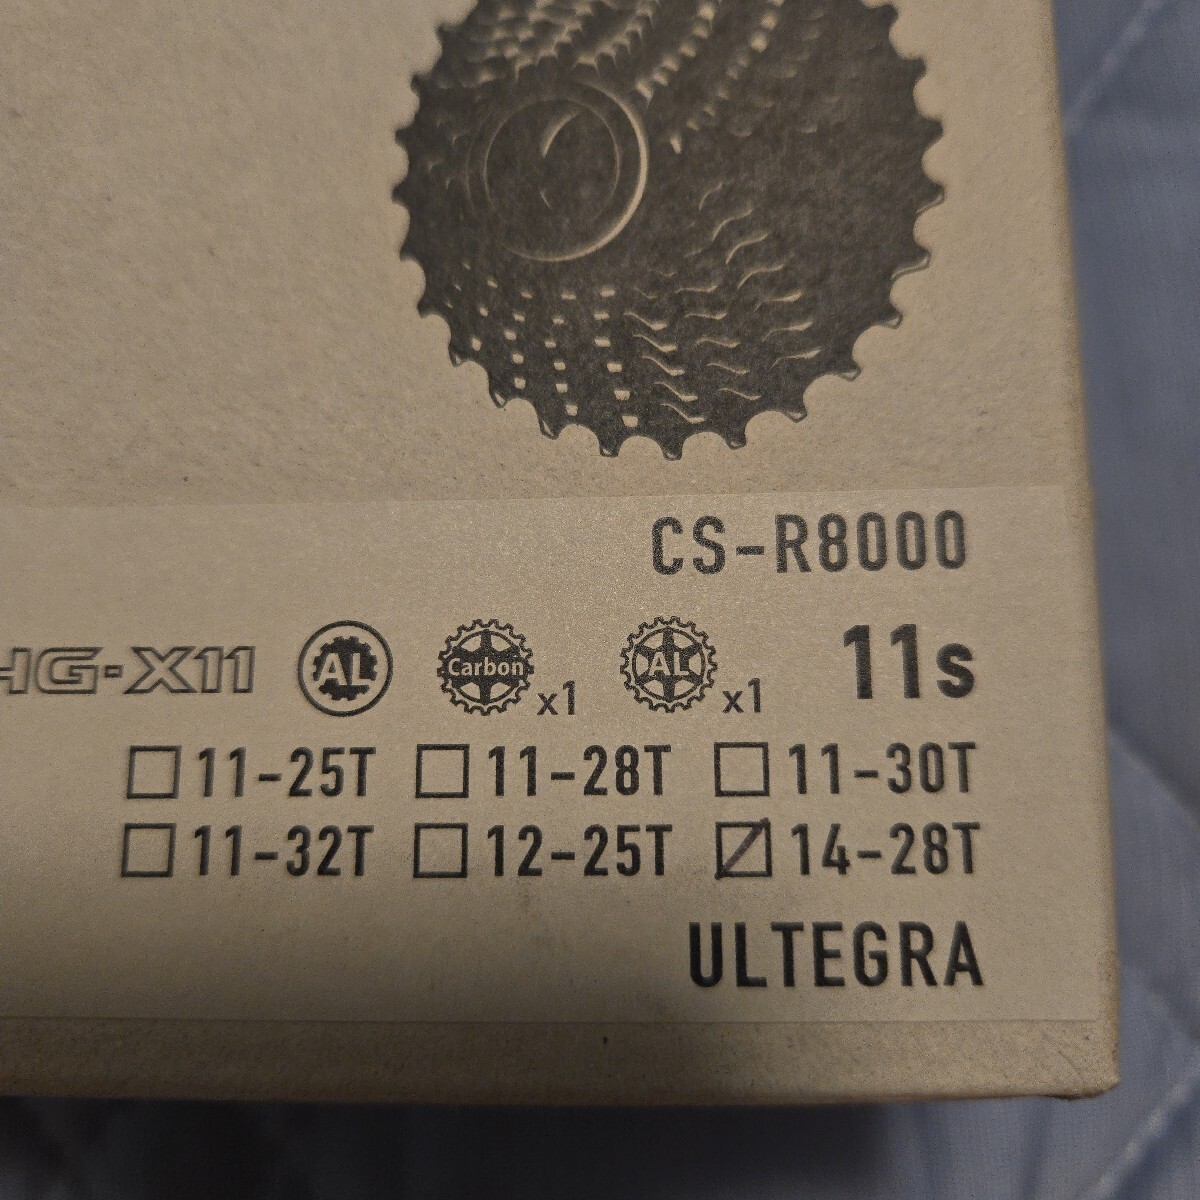 CS-R8000
HG-X11 AL Carbon x1 AL x1 11s
11-25T 11-28T 11-30T
11-32T 12-25T 14-28T
ULTEGRA